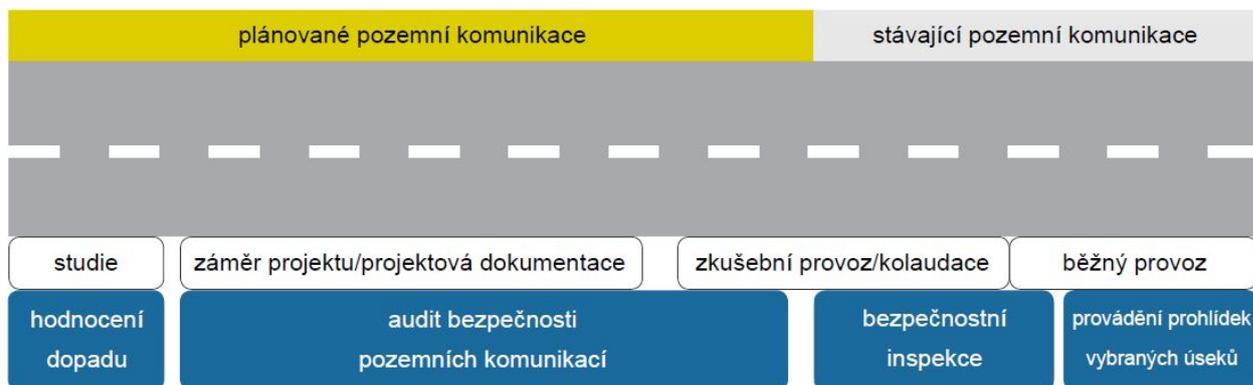 plánované pozemní komunikace
stávající pozemní komunikace
studie
záměr projektu/projektová dokumentace
zkušební provoz/kolaudace
běžný provoz
hodnocení
dopadu
audit bezpečnosti
pozemních komunikací
bezpečnostní
inspekce
provádění prohlídek
vybraných úseků